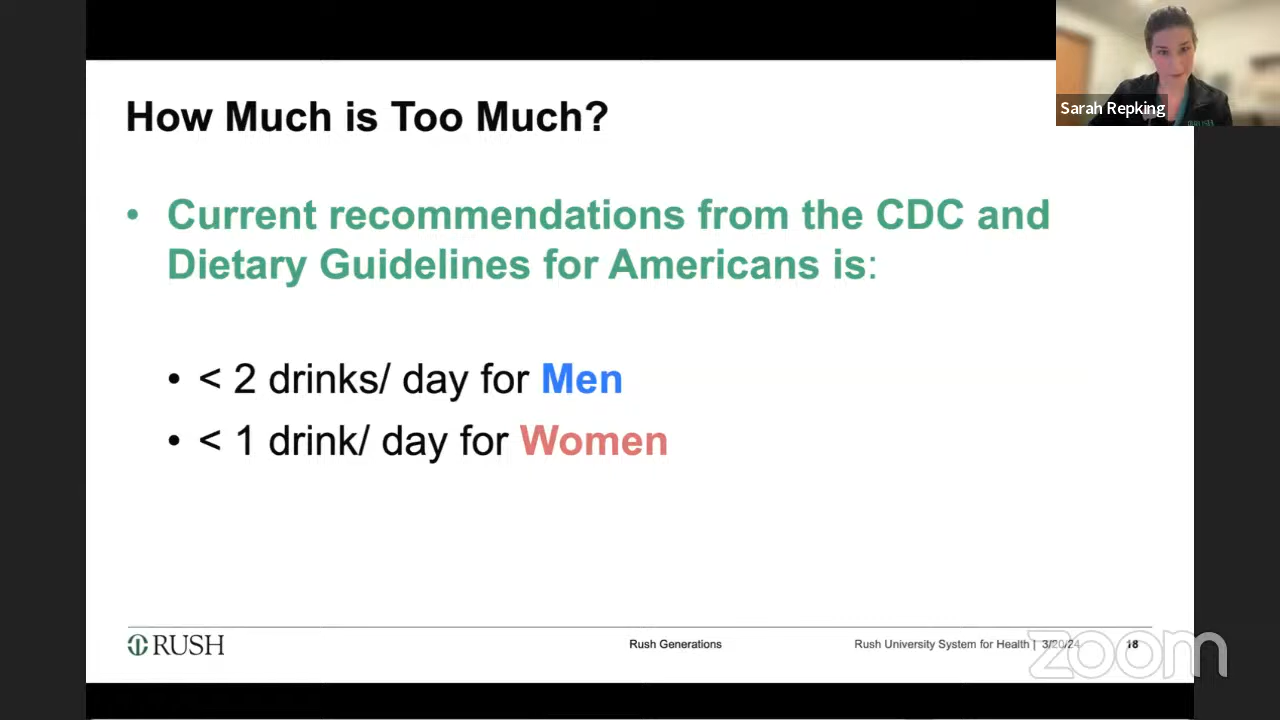 How Much is Too Much?
Sarah Repking
• Current recommendations from the CDC and
Dietary Guidelines for Americans is:
• < 2 drinks/ day for Men
• < 1 drink/ day for Women
RUSH
Rush Generations
Rush University System for Health | 3/20/24
18
zoom